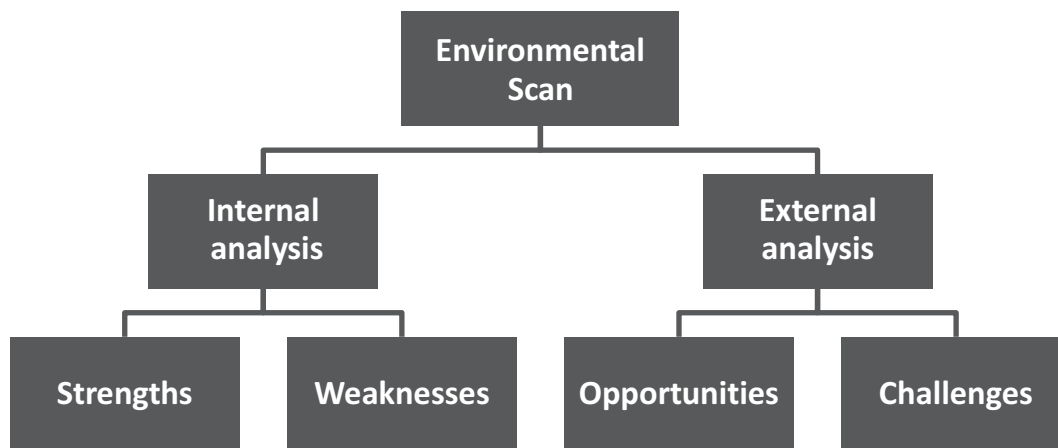 Environmental
Scan
Internal
analysis
External
analysis
Strengths
Weaknesses
Opportunities
Challenges